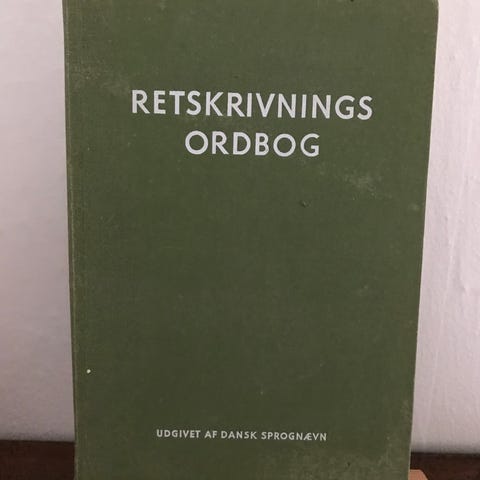 RETSKRIVNINGS
ORDBOG
UDGIVET AF DANSK SPROGNÆVN